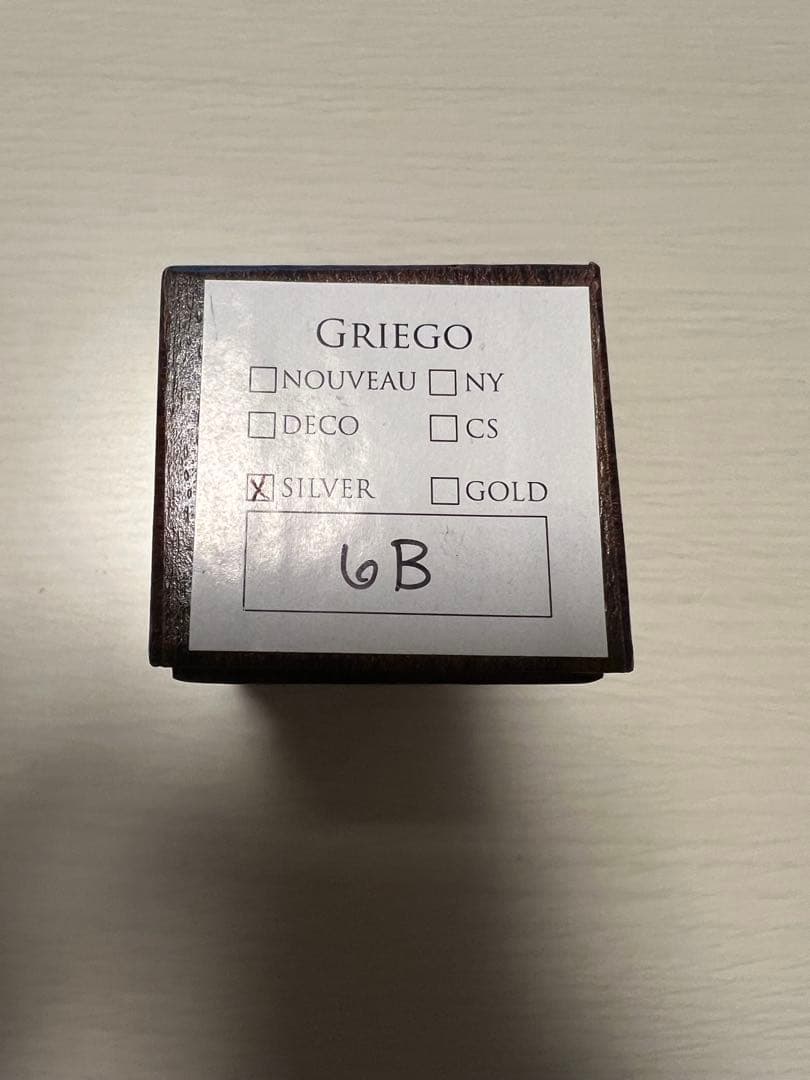 GRIEGO
☐ NOUVEAU ☐ NY
☐ DECO ☐ CS
☒ SILVER ☐ GOLD
6B